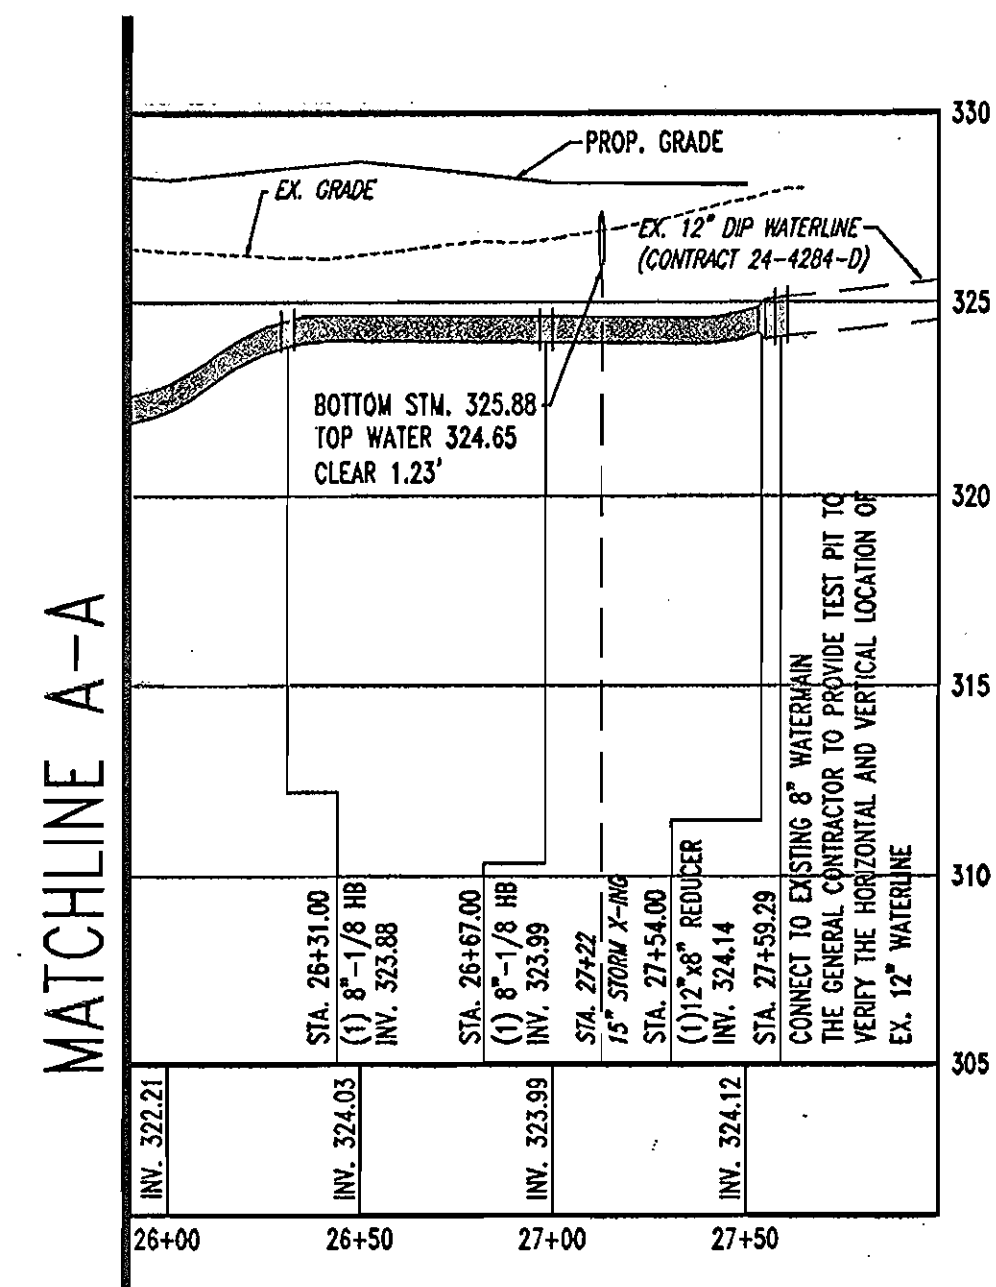 MATCHLINE A-A
330
PROP. GRADE
EX. GRADE
EX. 12" DIP WATERLINE
(CONTRACT 24-4284-D)
325
BOTTOM STM. 325.88
TOP WATER 324.65
CLEAR 1.23'
320
315
310
305
STA. 26+31.00
(1) 8"-1/8 HB
INV. 323.88
STA. 26+67.00
(1) 8"-1/8 HB
INV. 323.99
STA. 27+22
15" STORM X-ING
STA. 27+54.00
(1)12"x8" REDUCER
INV. 324.14
STA. 27+59.29
CONNECT TO EXISTING 8" WATERMAIN
THE GENERAL CONTRACTOR TO PROVIDE TEST PIT TO
VERIFY THE HORIZONTAL AND VERTICAL LOCATION OF
EX. 12" WATERLINE
INV. 322.21
INV. 324.03
INV. 323.99
INV. 324.12
26+00
26+50
27+00
27+50